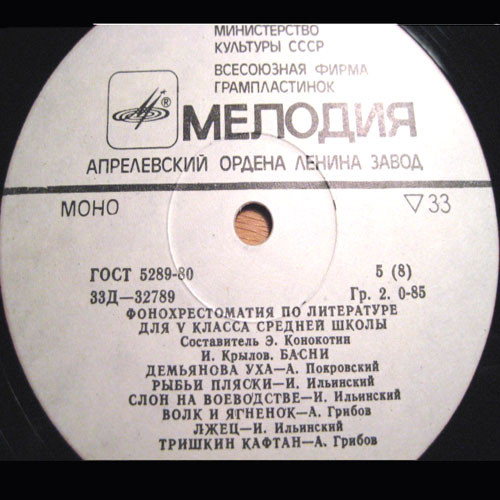 МИНИСТЕРСТВО
КУЛЬТУРЫ СССР
ВСЕСОЮЗНАЯ ФИРМА
ГРАМПЛАСТИНОК
®
МЕЛОДИЯ
АПРЕЛЕВСКИЙ ОРДЕНА ЛЕНИНА ЗАВОД
МОНО ▽33
ГОСТ 5289-80 5 (8)
33Д—32789 Гр. 2. 0-85
ФОНОХРЕСТОМАТИЯ ПО ЛИТЕРАТУРЕ
ДЛЯ V КЛАССА СРЕДНЕЙ ШКОЛЫ
Составитель Э. Конокотин
И. Крылов. БАСНИ
ДЕМЬЯНОВА УХА—А. Покровский
РЫБЬИ ПЛЯСКИ—И. Ильинский
СЛОН НА ВОЕВОДСТВЕ—И. Ильинский
ВОЛК И ЯГНЕНОК—А. Грибов
ЛЖЕЦ—И. Ильинский
ТРИШКИН КАФТАН—А. Грибов